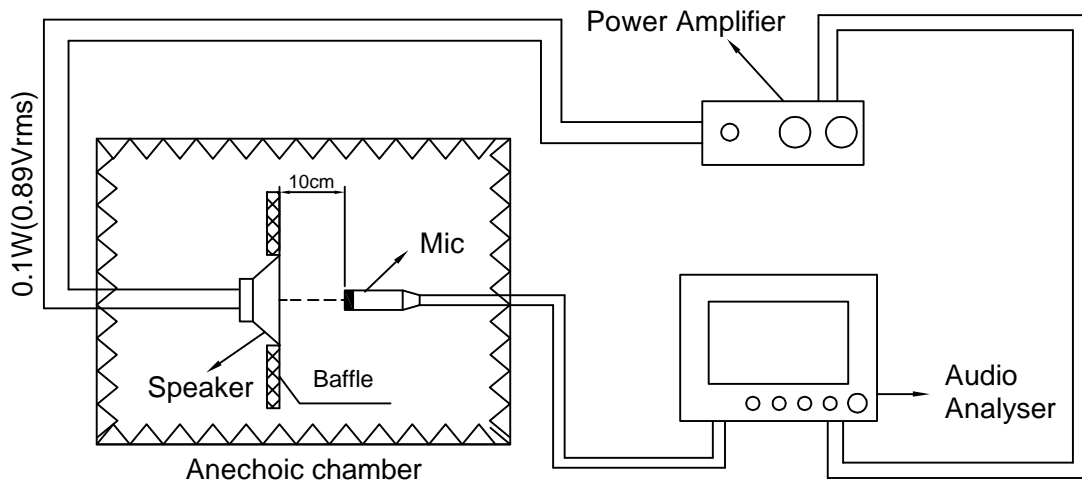 Power Amplifier
0.1W(0.89Vrms)
10cm
Mic
Speaker
Baffle
Audio
Analyser
Anechoic chamber